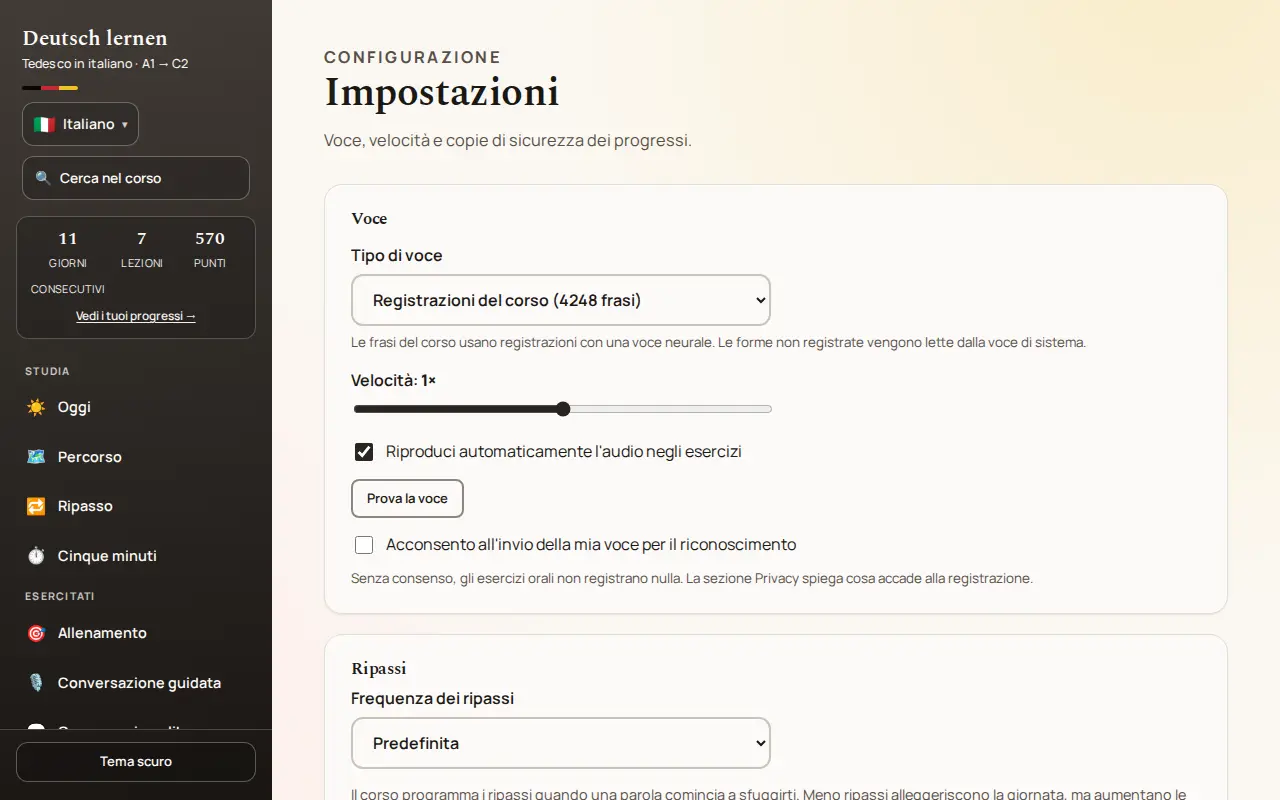 Deutsch lernen
Tedesco in italiano · A1 → C2
Italiano ▾
Cerca nel corso
11 7 570
GIORNI LEZIONI PUNTI
CONSECUTIVI
Vedi i tuoi progressi →
STUDIA
Oggi
Percorso
Ripasso
Cinque minuti
ESERCITATI
Allenamento
Conversazione guidata
Tema scuro
CONFIGURAZIONE
Impostazioni
Voce, velocità e copie di sicurezza dei progressi.
Voce
Tipo di voce
Registrazioni del corso (4248 frasi)
Le frasi del corso usano registrazioni con una voce neurale. Le forme non registrate vengono lette dalla voce di sistema.
Velocità: 1×
Riproduci automaticamente l'audio negli esercizi
Prova la voce
Acconsento all'invio della mia voce per il riconoscimento
Senza consenso, gli esercizi orali non registrano nulla. La sezione Privacy spiega cosa accade alla registrazione.
Ripassi
Frequenza dei ripassi
Predefinita
Il corso programma i ripassi quando una parola comincia a sfuggirti. Meno ripassi alleggeriscono la giornata, ma aumentano le